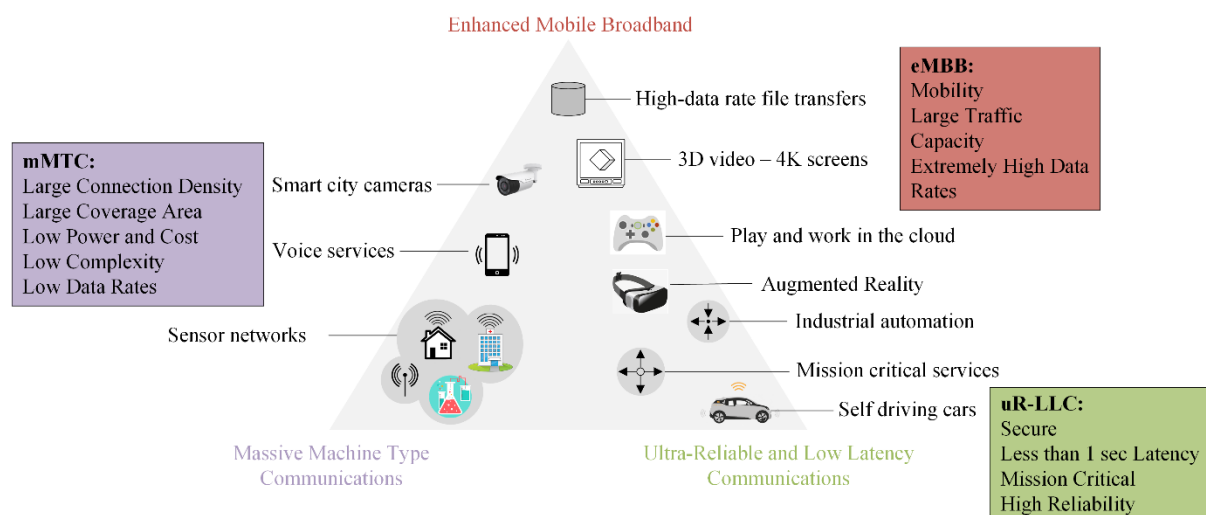 Enhanced Mobile Broadband
High-data rate file transfers
3D video – 4K screens
Play and work in the cloud
Augmented Reality
Industrial automation
Mission critical services
Self driving cars
Smart city cameras
Voice services
Sensor networks
mMTC:
Large Connection Density
Large Coverage Area
Low Power and Cost
Low Complexity
Low Data Rates
eMBB:
Mobility
Large Traffic
Capacity
Extremely High Data
Rates
Massive Machine Type
Communications
Ultra-Reliable and Low Latency
Communications
uR-LLC:
Secure
Less than 1 sec Latency
Mission Critical
High Reliability